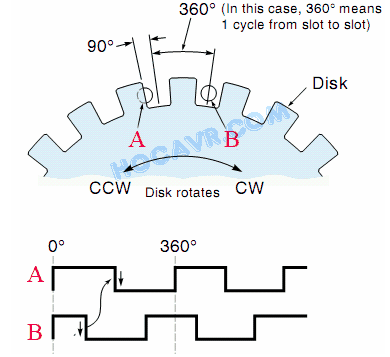 360° (In this case, 360° means
1 cycle from slot to slot)
90°
Disk
A
B
HOCAVR.COM
CCW
Disk rotates
CW
0°
360°
A
B